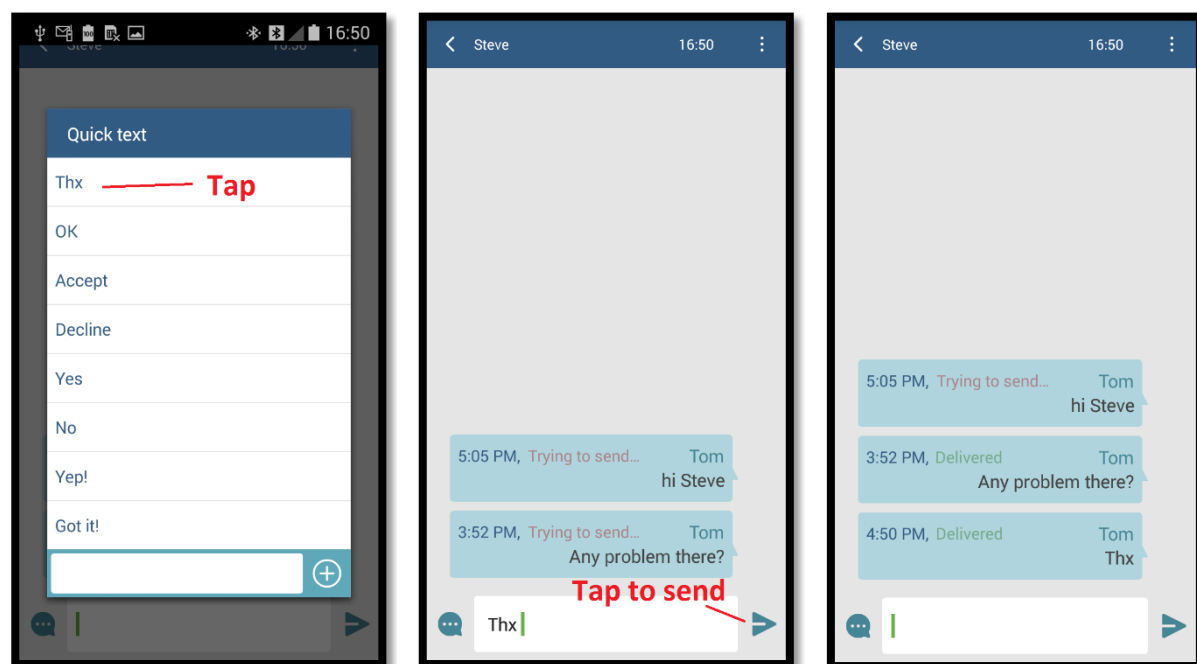 16:50
Steve 16:50
Quick text
Thx
Tap
OK
Accept
Decline
Yes
No
Yep!
Got it!
Steve 16:50
5:05 PM, Trying to send... Tom
hi Steve
3:52 PM, Trying to send... Tom
Any problem there?
Tap to send
Thx
Steve 16:50
5:05 PM, Trying to send... Tom
hi Steve
3:52 PM, Delivered Tom
Any problem there?
4:50 PM, Delivered Tom
Thx